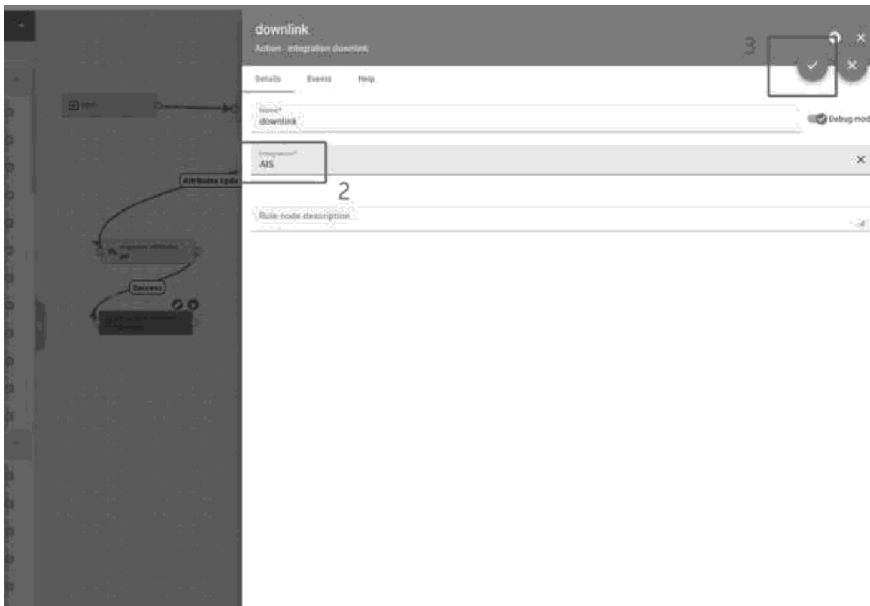 downlink
Action - integration downlink
3
Details Events Help
Name*
downlink
Debug mod
Integration*
AIS
2
Rule node description
Attributes Upda
Success